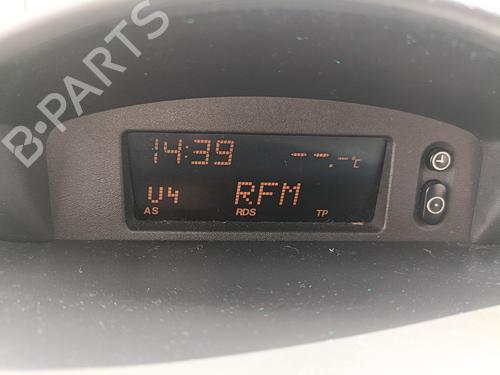 B-PARTS
14:39 --.-°C
U4 RFM
AS RDS TP